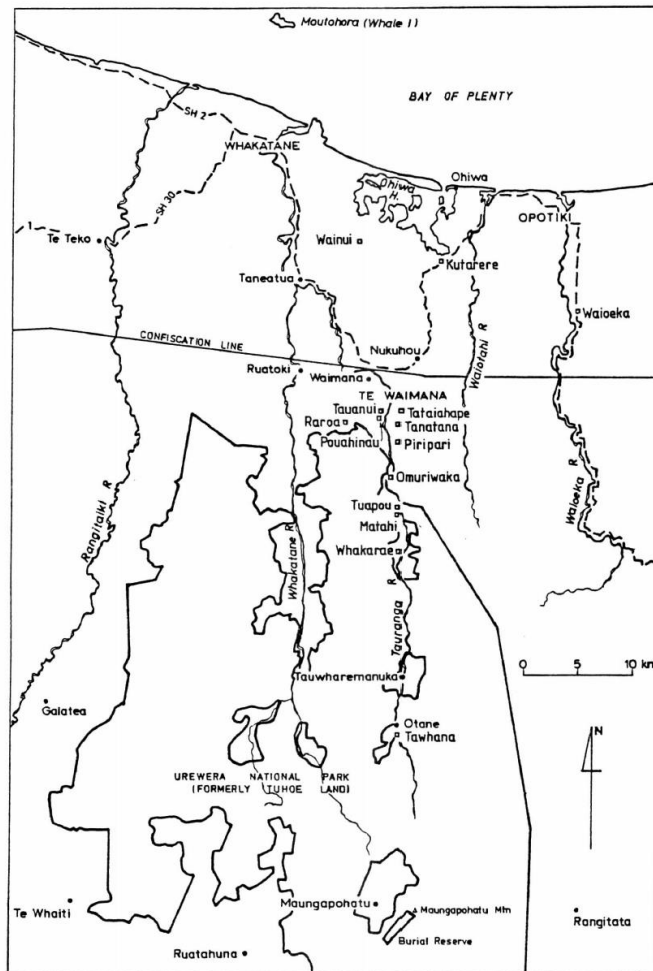 Moutohora (Whale I)
BAY OF PLENTY
SH 2
WHAKATANE
Ohiwa
Ohiwa
H.
SH 30
OPOTIKI
1
Te Teko
Wainui
Kutarere
Taneatua
Waioeka
CONFISCATION LINE
Nukuhou
Waiotahi R
Ruatoki
Waimana
TE WAIMANA
Tauanui
Tataiahape
Raroa
Tanatana
Pouahinau
Piripari
Omuriwaka
Waioeka R
Rangitaiki R
Tuapou
Matahi
Whakatane R
Whakarae
Tauranga R
0 5 10 km
Tauwharemanuka
Galatea
Otane
Tawhana
N
UREWERA NATIONAL PARK
(FORMERLY TUHOE LAND)
Te Whaiti
Maungapohatu
Maungapohatu Mtn
Rangitata
Burial Reserve
Ruatahuna